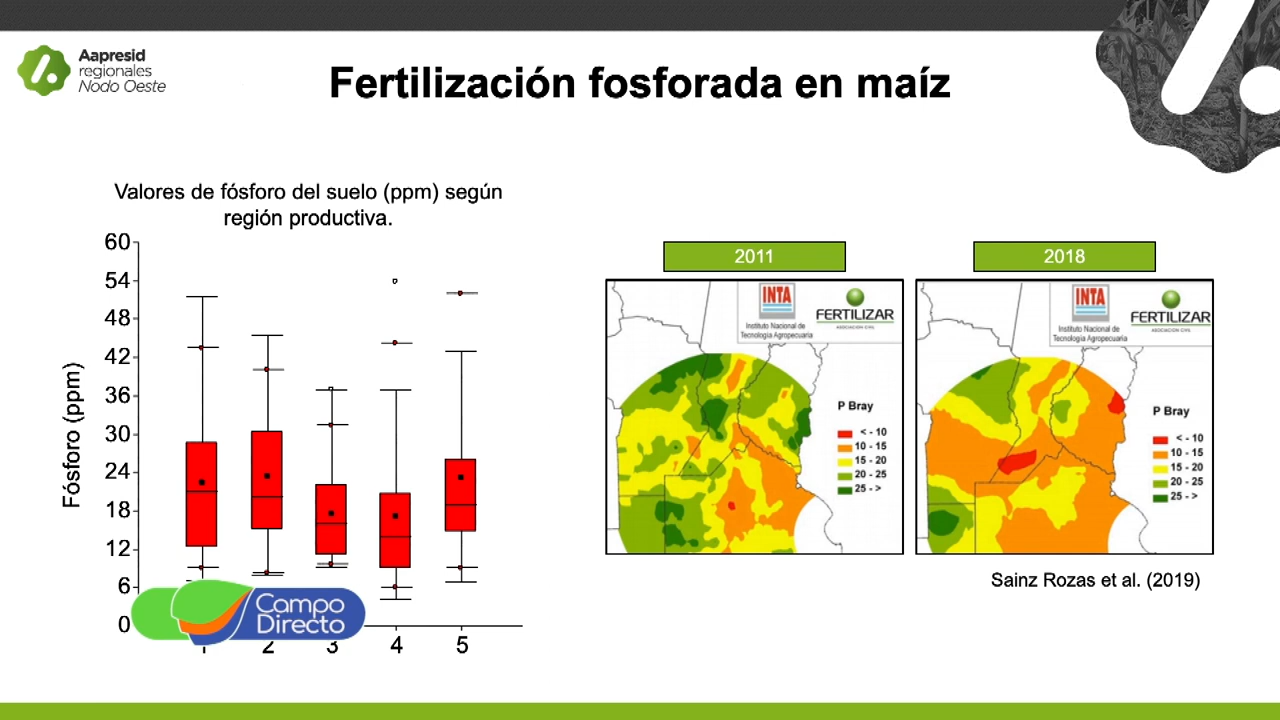 Aapresid
regionales
Nodo Oeste
Fertilización fosforada en maíz
Valores de fósforo del suelo (ppm) según
región productiva.
Fósforo (ppm)
60
54
48
42
36
30
24
18
12
6
0
1
2
3
4
5
Campo
Directo
2011
INTA
Instituto Nacional de
Tecnología Agropecuaria
FERTILIZAR
ASOCIACIÓN CIVIL
P Bray
< - 10
10 - 15
15 - 20
20 - 25
25 - >
2018
INTA
Instituto Nacional de
Tecnología Agropecuaria
FERTILIZAR
ASOCIACIÓN CIVIL
P Bray
< - 10
10 - 15
15 - 20
20 - 25
25 - >
Sainz Rozas et al. (2019)